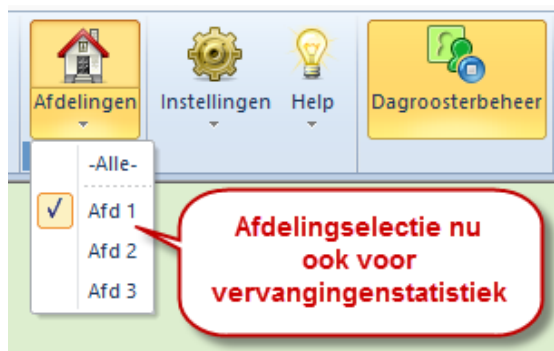 Afdelingen
Instellingen
Help
Dagroosterbeheer
-Alle-
Afd 1
Afd 2
Afd 3
Afdelingselectie nu
ook voor
vervangingenstatistiek